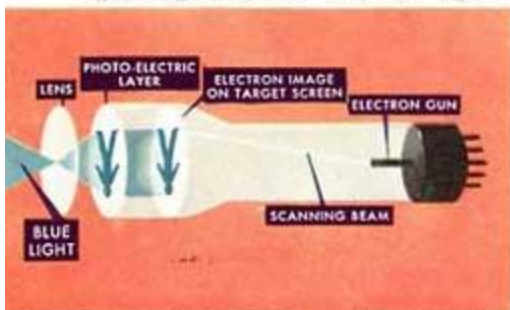 LENS
PHOTO-ELECTRIC
LAYER
ELECTRON IMAGE
ON TARGET SCREEN
ELECTRON GUN
SCANNING BEAM
BLUE
LIGHT